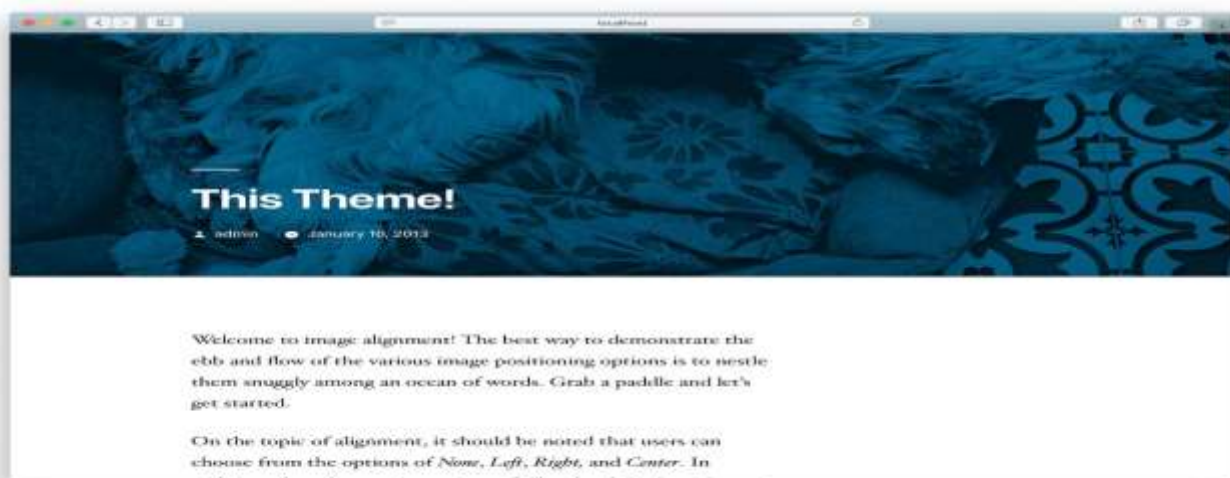 localhost
This Theme!
admin January 10, 2013
Welcome to image alignment! The best way to demonstrate the
ebb and flow of the various image positioning options is to nestle
them snuggly among an ocean of words. Grab a paddle and let's
get started.
On the topic of alignment, it should be noted that users can
choose from the options of None, Left, Right, and Center. In